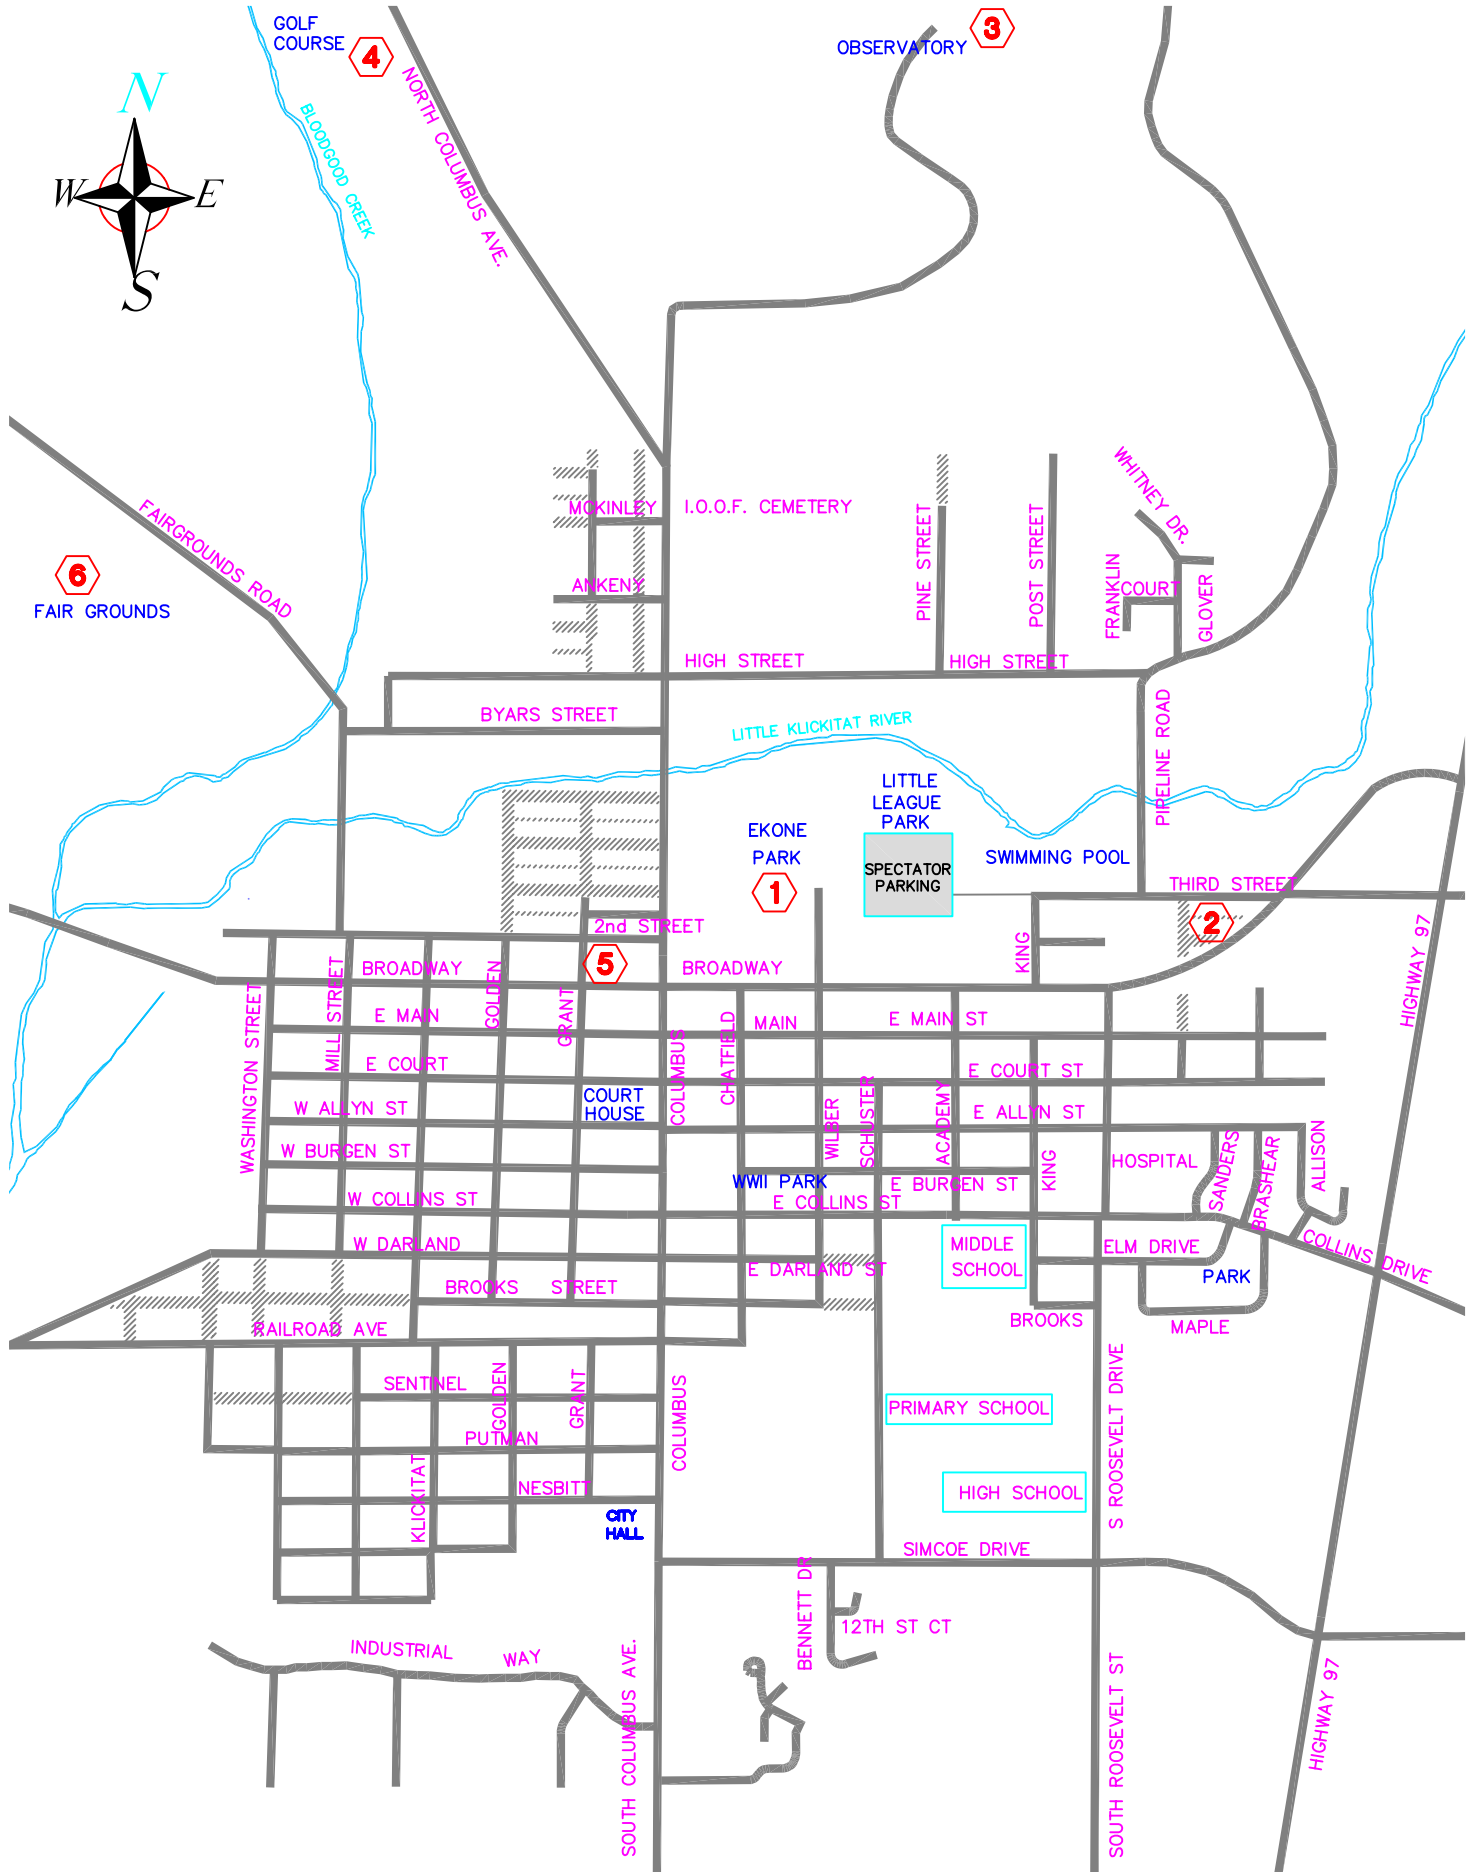 GOLF
COURSE
4
3
OBSERVATORY
N
W
E
S
BLOODGOOD CREEK
NORTH COLUMBUS AVE.
FAIRGROUNDS ROAD
6
FAIR GROUNDS
MCKINLEY
I.O.O.F. CEMETERY
ANKENY
PINE STREET
POST STREET
WHITNEY DR.
FRANKLIN
COURT
GLOVER
HIGH STREET
HIGH STREET
BYARS STREET
LITTLE KLICKITAT RIVER
PIPELINE ROAD
LITTLE
LEAGUE
PARK
EKONE
PARK
1
SPECTATOR
PARKING
SWIMMING POOL
THIRD STREET
2
2nd STREET
5
KING
HIGHWAY 97
BROADWAY
BROADWAY
WASHINGTON STREET
MILL STREET
GOLDEN
GRANT
E MAIN
MAIN
E MAIN ST
COLUMBUS
CHATFIELD
E COURT
E COURT ST
COURT
HOUSE
W ALLYN ST
E ALLYN ST
WILBER
SCHUSTER
ACADEMY
KING
W BURGEN ST
E BURGEN ST
HOSPITAL
SANDERS
BRASHEAR
ALLISON
WWII PARK
W COLLINS ST
E COLLINS ST
COLLINS DRIVE
W DARLAND
E DARLAND ST
MIDDLE
SCHOOL
ELM DRIVE
PARK
BROOKS STREET
BROOKS
MAPLE
RAILROAD AVE
SENTINEL
GOLDEN
GRANT
COLUMBUS
PRIMARY SCHOOL
S ROOSEVELT DRIVE
PUTMAN
KLICKITAT
NESBITT
HIGH SCHOOL
CITY
HALL
SIMCOE DRIVE
BENNETT DR
12TH ST CT
INDUSTRIAL WAY
SOUTH COLUMBUS AVE.
SOUTH ROOSEVELT ST
HIGHWAY 97